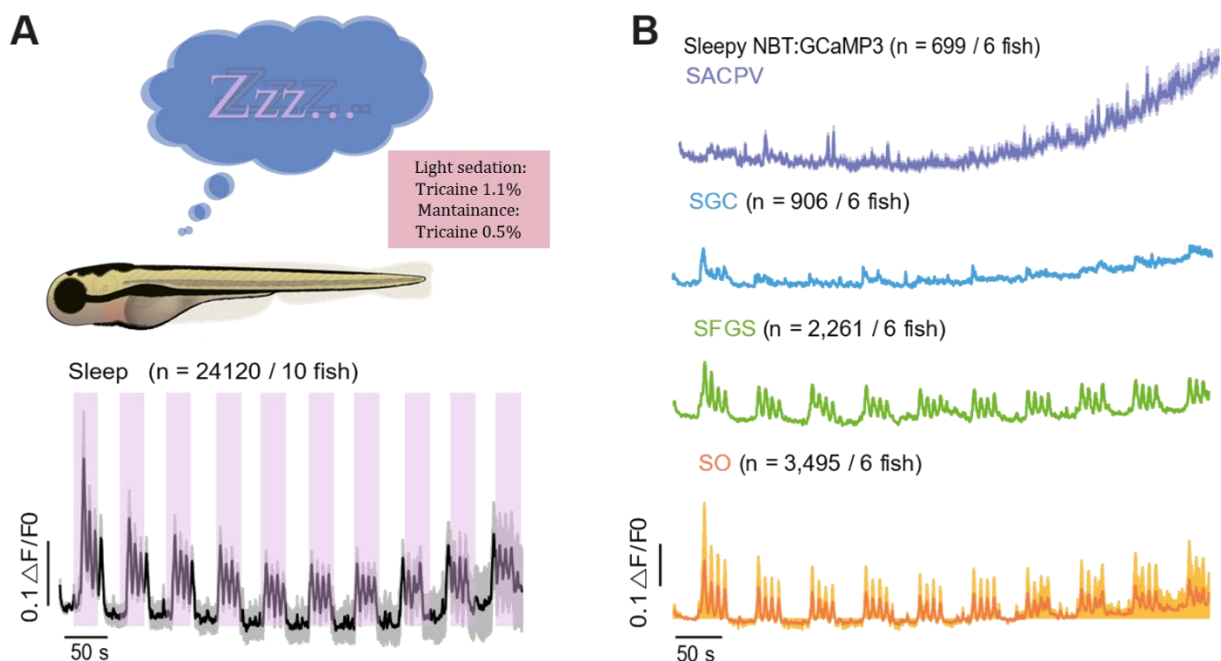 A
Zzz...
Light sedation:
Tricaine 1.1%
Mantainance:
Tricaine 0.5%
Sleep (n = 24120 / 10 fish)
0.1 △F/F0
50 s
B
Sleepy NBT:GCaMP3 (n = 699 / 6 fish)
SACPV
SGC (n = 906 / 6 fish)
SFGS (n = 2,261 / 6 fish)
SO (n = 3,495 / 6 fish)
0.1 △F/F0
50 s